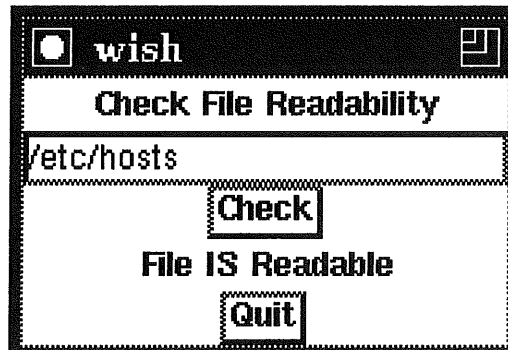 wish
Check File Readability
/etc/hosts
Check
File IS Readable
Quit